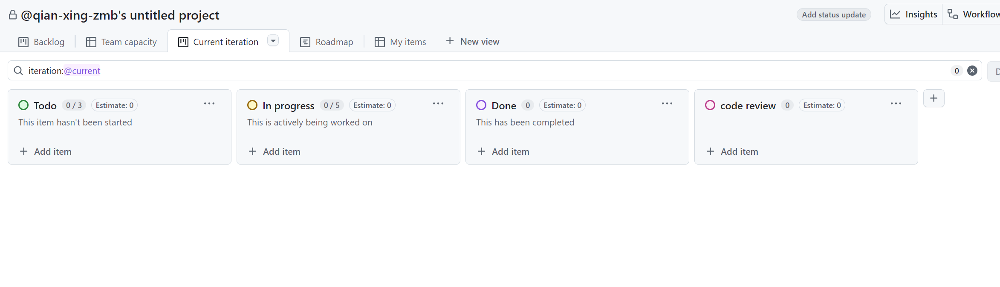 @qian-xing-zmb's untitled project
Add status update
Insights
Workflow
Backlog
Team capacity
Current iteration
Roadmap
My items
New view
iteration:@current
0
D
Todo 0 / 3 Estimate: 0
This item hasn't been started
Add item
In progress 0 / 5 Estimate: 0
This is actively being worked on
Add item
Done 0 Estimate: 0
This has been completed
Add item
code review 0 Estimate: 0
Add item